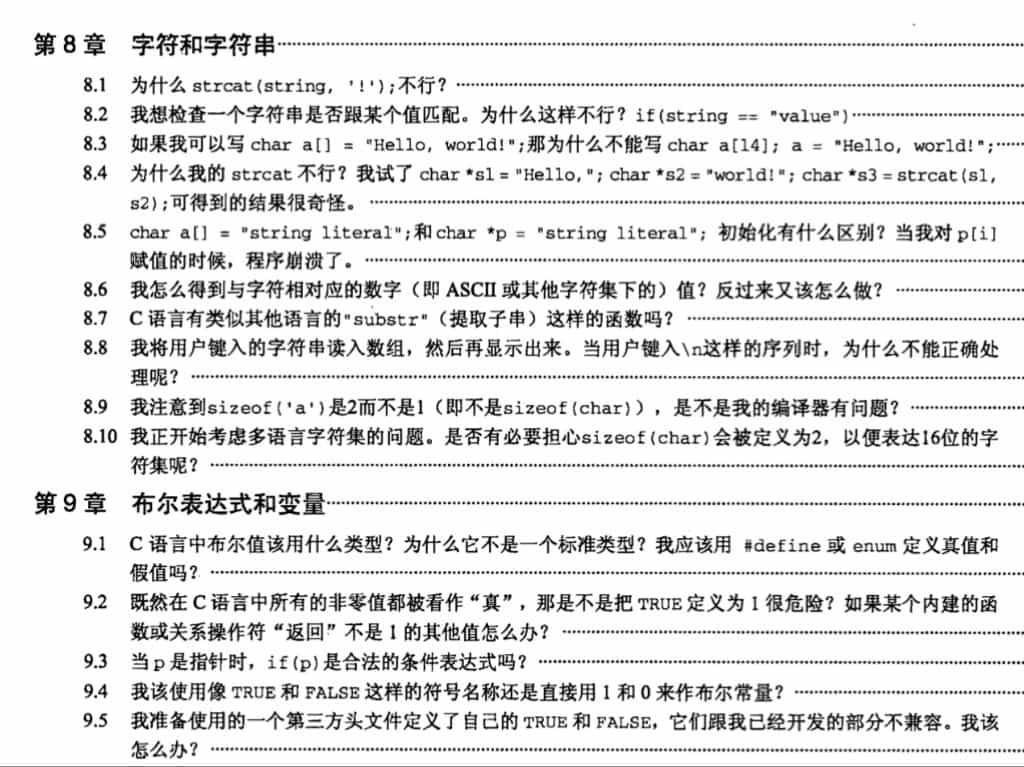 第 8 章 字符和字符串
8.1 为什么 strcat(string, '!');不行？
8.2 我想检查一个字符串是否跟某个值匹配。为什么这样不行？if(string == "value")
8.3 如果我可以写 char a[] = "Hello, world!";那为什么不能写 char a[14]; a = "Hello, world!";
8.4 为什么我的 strcat 不行？我试了 char *s1 = "Hello,"; char *s2 = "world!"; char *s3 = strcat(s1,
s2);可得到的结果很奇怪。
8.5 char a[] = "string literal";和 char *p = "string literal"; 初始化有什么区别？当我对 p[i]
赋值的时候，程序崩溃了。
8.6 我怎么得到与字符相对应的数字（即 ASCII 或其他字符集下的）值？反过来又该怎么做？
8.7 C 语言有类似其他语言的"substr"（提取子串）这样的函数吗？
8.8 我将用户键入的字符串读入数组，然后再显示出来。当用户键入\n这样的序列时，为什么不能正确处
理呢？
8.9 我注意到sizeof('a')是2而不是1（即不是sizeof(char)），是不是我的编译器有问题？
8.10 我正开始考虑多语言字符集的问题。是否有必要担心sizeof(char)会被定义为2，以便表达16位的字
符集呢？
第 9 章 布尔表达式和变量
9.1 C 语言中布尔值该用什么类型？为什么它不是一个标准类型？我应该用 #define 或 enum 定义真值和
假值吗？
9.2 既然在 C 语言中所有的非零值都被看作“真”，那是不是把 TRUE 定义为 1 很危险？如果某个内建的函
数或关系操作符“返回”不是 1 的其他值怎么办？
9.3 当 p 是指针时，if(p)是合法的条件表达式吗？
9.4 我该使用像 TRUE 和 FALSE 这样的符号名称还是直接用 1 和 0 来作布尔常量？
9.5 我准备使用的一个第三方头文件定义了自己的 TRUE 和 FALSE，它们跟我已经开发的部分不兼容。我该
怎么办？